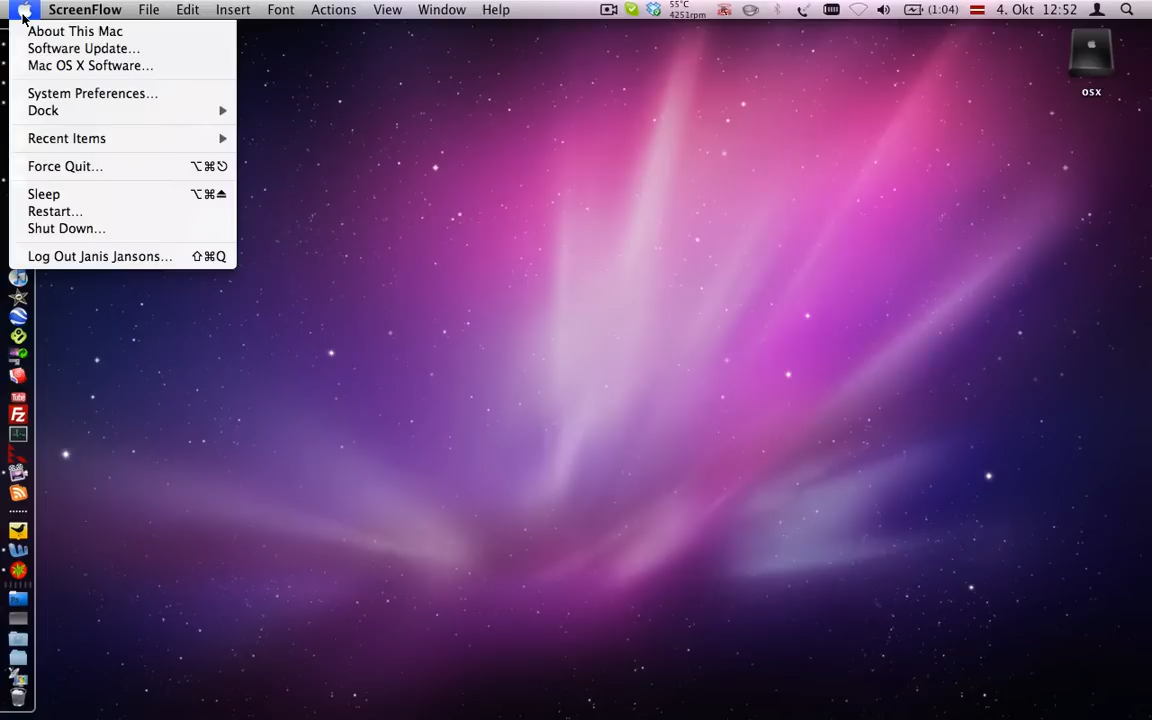 ScreenFlow File Edit Insert Font Actions View Window Help 55°C 4251rpm (1:04) 4. Okt 12:52
About This Mac
Software Update...
Mac OS X Software...
System Preferences...
Dock
Recent Items
Force Quit... ⌥⌘⎋
Sleep ⌥⌘⏏
Restart...
Shut Down...
Log Out Janis Jansons... ⇧⌘Q
osx
Tube
Fz